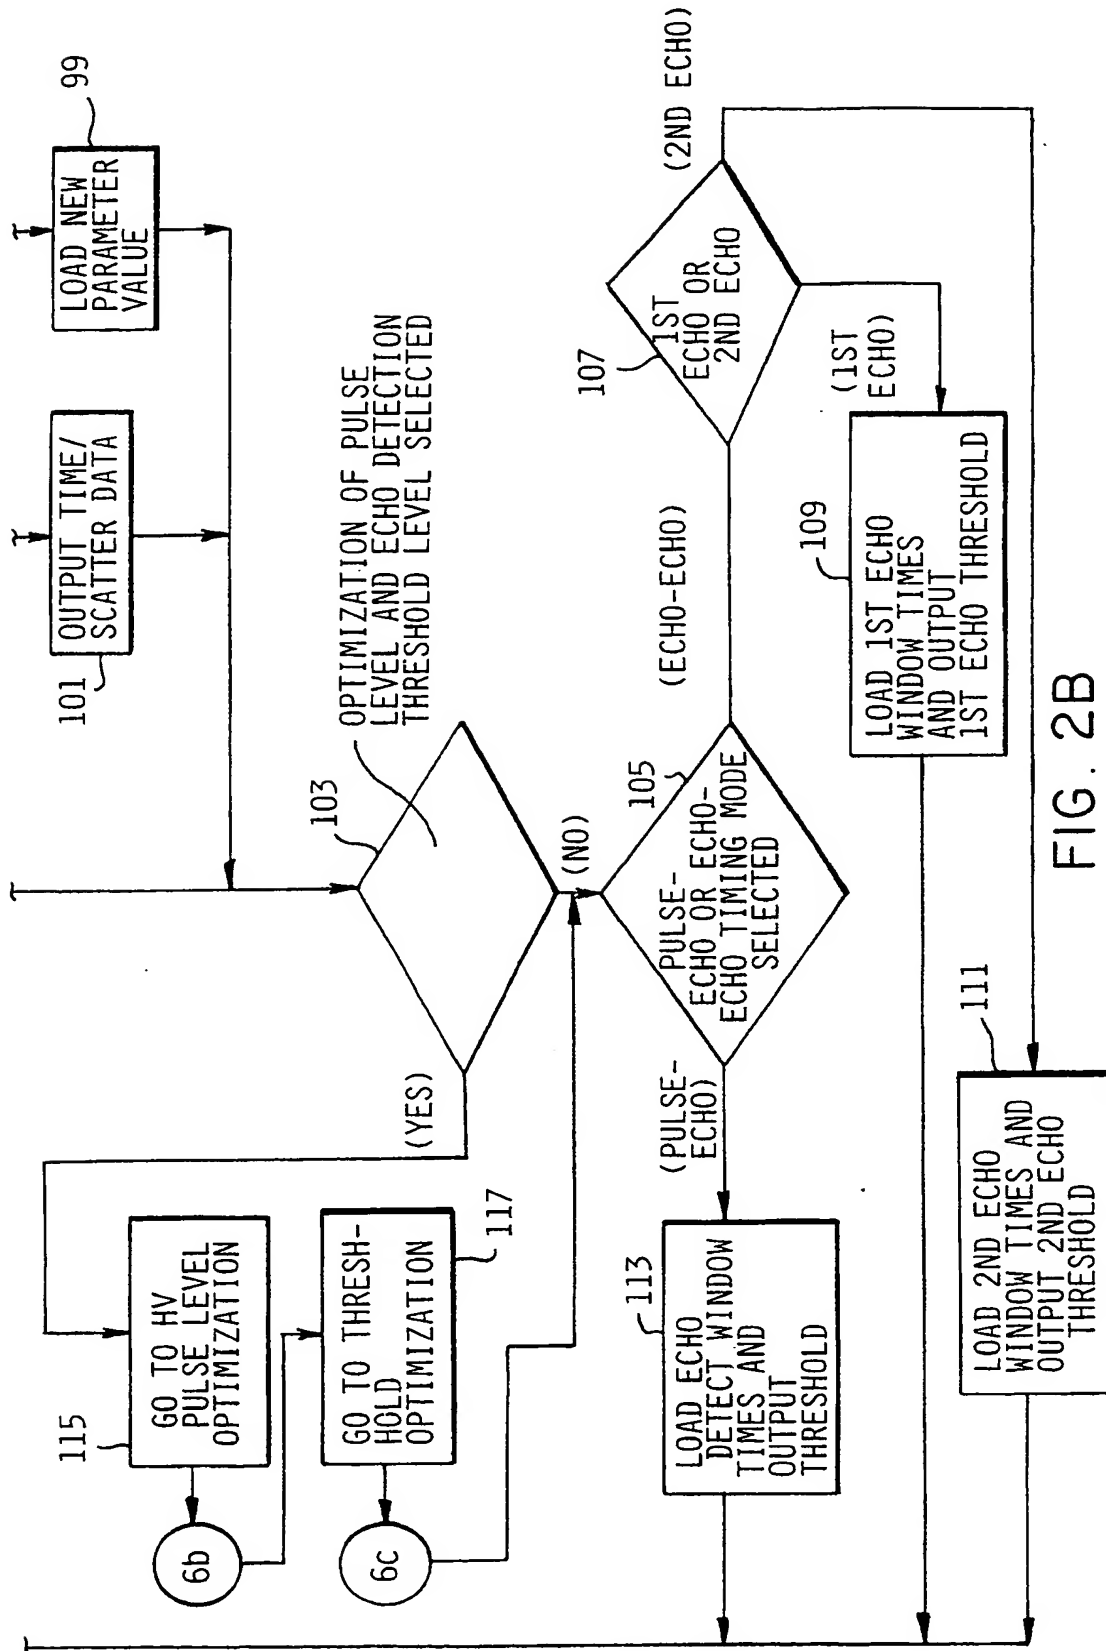 99
LOAD NEW
PARAMETER
VALUE
101
OUTPUT TIME/
SCATTER DATA
103
OPTIMIZATION OF PULSE
LEVEL AND ECHO DETECTION
THRESHOLD LEVEL SELECTED
(YES)
(NO)
115
GO TO HV
PULSE LEVEL
OPTIMIZATION
6b
117
GO TO THRESH-
HOLD
OPTIMIZATION
6c
105
PULSE-
ECHO OR ECHO-
ECHO TIMING MODE
SELECTED
(PULSE-
ECHO)
(ECHO-ECHO)
107
1ST
ECHO OR
2ND ECHO
(2ND ECHO)
(1ST
ECHO)
113
LOAD ECHO
DETECT WINDOW
TIMES AND
OUTPUT
THRESHOLD
109
LOAD 1ST ECHO
WINDOW TIMES
AND OUTPUT
1ST ECHO THRESHOLD
111
LOAD 2ND ECHO
WINDOW TIMES AND
OUTPUT 2ND ECHO
THRESHOLD
FIG. 2B